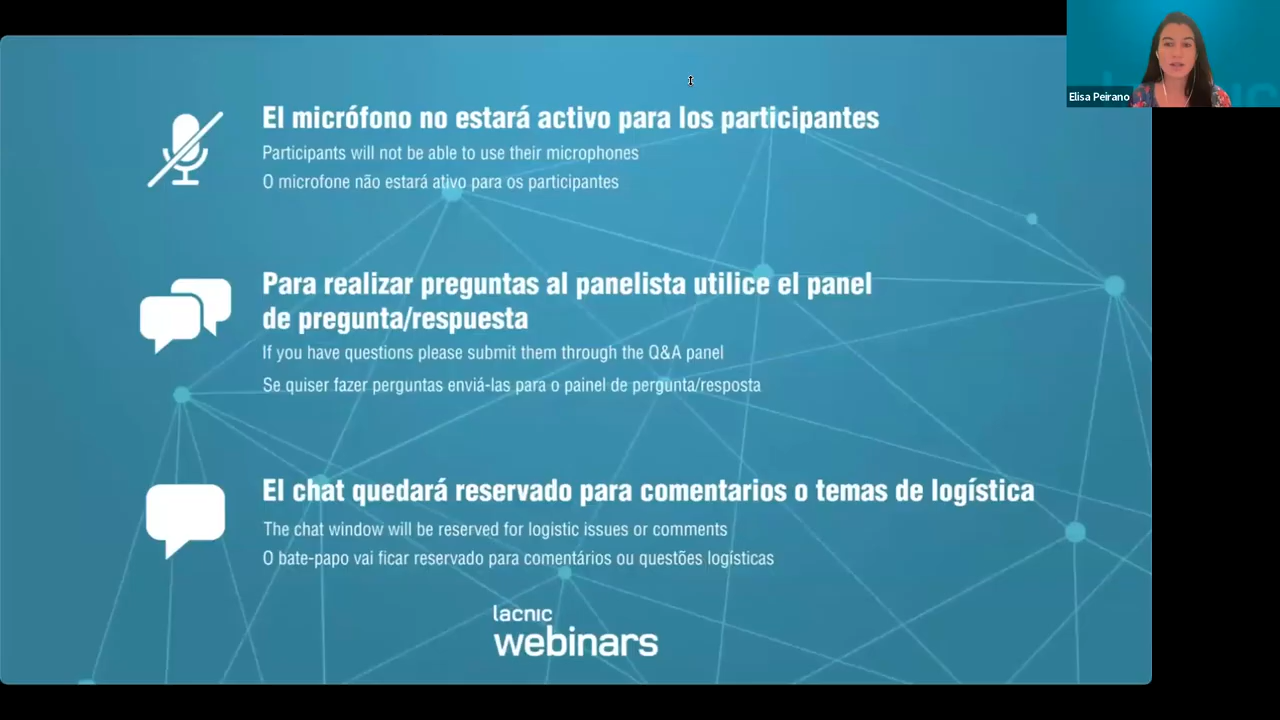 El micrófono no estará activo para los participantes
Participants will not be able to use their microphones
O microfone não estará ativo para os participantes
Para realizar preguntas al panelista utilice el panel
de pregunta/respuesta
If you have questions please submit them through the Q&A panel
Se quiser fazer perguntas enviá-las para o painel de pergunta/resposta
El chat quedará reservado para comentarios o temas de logística
The chat window will be reserved for logistic issues or comments
O bate-papo vai ficar reservado para comentários ou questões logísticas
lacnic
webinars
Elisa Peirano